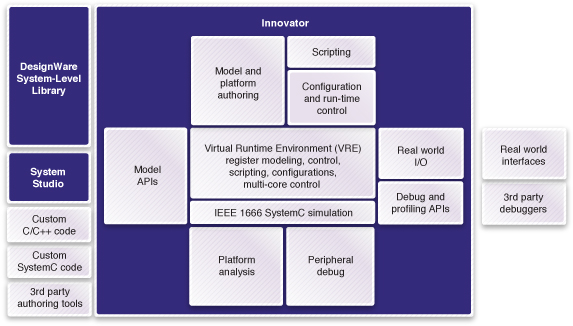 DesignWare
System-Level
Library
System
Studio
Custom
C/C++ code
Custom
SystemC code
3rd party
authoring tools
Innovator
Model and
platform
authoring
Scripting
Configuration
and run-time
control
Model
APIs
Virtual Runtime Environment (VRE)
register modeling, control,
scripting, configurations,
multi-core control
IEEE 1666 SystemC simulation
Real world
I/O
Debug and
profiling APIs
Platform
analysis
Peripheral
debug
Real world
interfaces
3rd party
debuggers